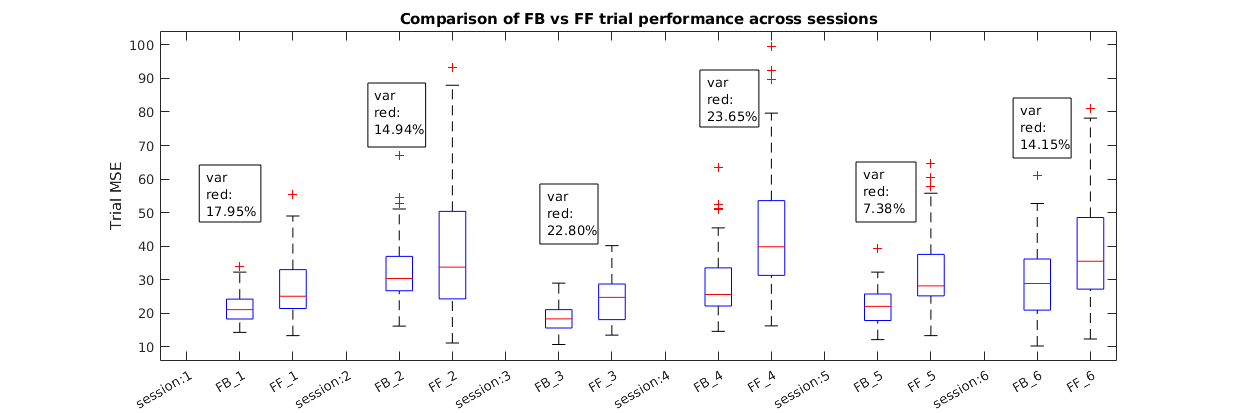 Comparison of FB vs FF trial performance across sessions
Trial MSE
100
90
80
70
60
50
40
30
20
10
var
red:
17.95%
var
red:
14.94%
var
red:
22.80%
var
red:
23.65%
var
red:
7.38%
var
red:
14.15%
session:1
FB_1
FF_1
session:2
FB_2
FF_2
session:3
FB_3
FF_3
session:4
FB_4
FF_4
session:5
FB_5
FF_5
session:6
FB_6
FF_6